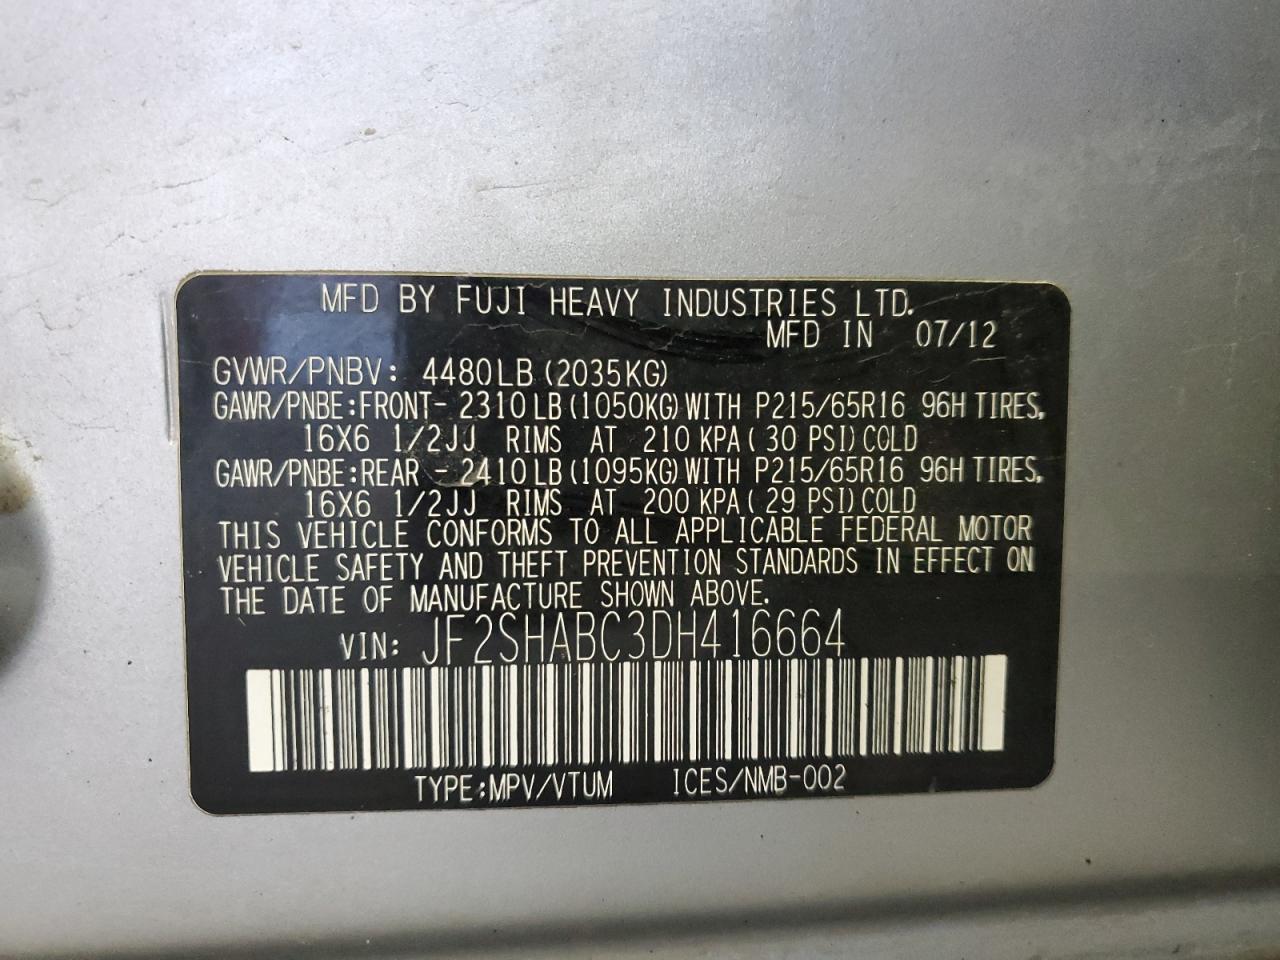 MFD BY FUJI HEAVY INDUSTRIES LTD.
MFD IN 07/12
GVWR/PNBV: 4480LB (2035KG)
GAWR/PNBE:FRONT- 2310LB (1050KG) WITH P215/65R16 96H TIRES,
16X6 1/2JJ RIMS AT 210 KPA (30 PSI) COLD
GAWR/PNBE:REAR - 2410LB (1095KG) WITH P215/65R16 96H TIRES,
16X6 1/2JJ RIMS AT 200 KPA (29 PSI) COLD
THIS VEHICLE CONFORMS TO ALL APPLICABLE FEDERAL MOTOR
VEHICLE SAFETY AND THEFT PREVENTION STANDARDS IN EFFECT ON
THE DATE OF MANUFACTURE SHOWN ABOVE.
VIN: JF2SHABC3DH416664
TYPE:MPV/VTUM ICES/NMB-002